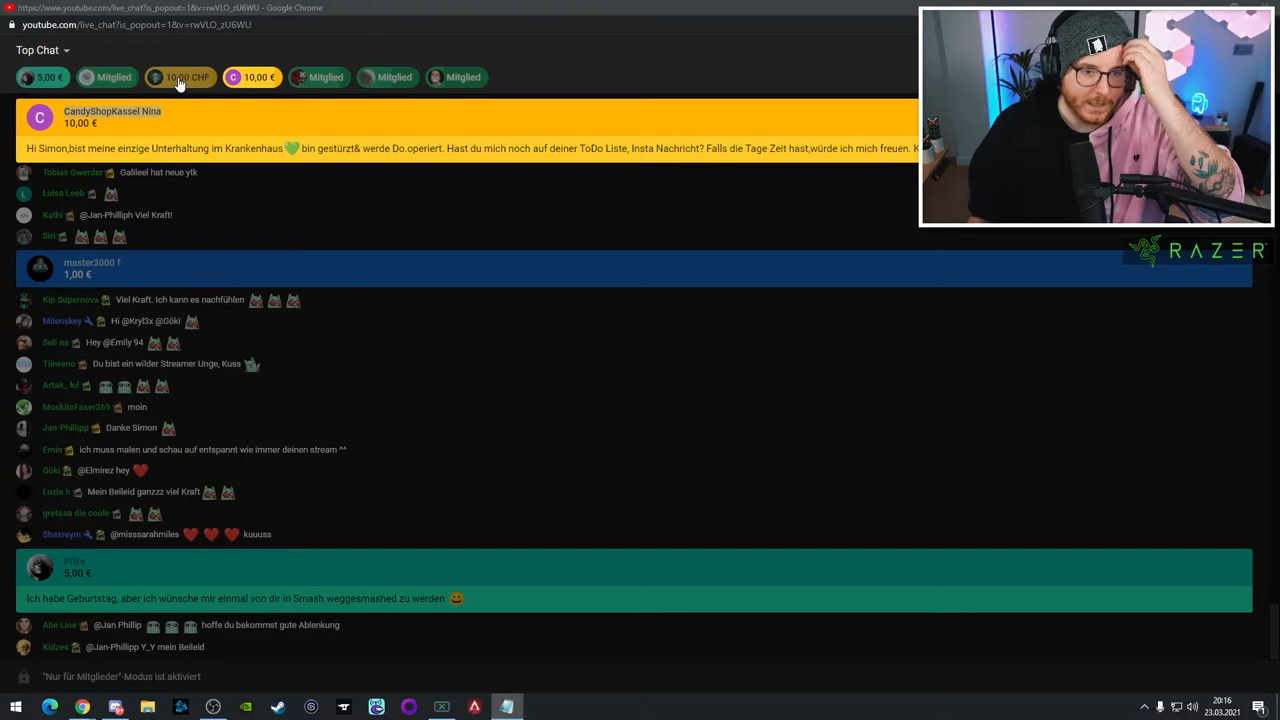 https://www.youtube.com/live_chat?is_popout=1&v=rwVLO_zU6WU - Google Chrome
youtube.com/live_chat?is_popout=1&v=rwVLO_zU6WU
Top Chat
5,00 € Mitglied 10,00 CHF C 10,00 € Mitglied Mitglied Mitglied
C CandyShopKassel Nina
10,00 €
Hi Simon,bist meine einzige Unterhaltung im Krankenhaus💚 bin gestürzt& werde Do.operiert. Hast du mich noch auf deiner ToDo Liste, Insta Nachricht? Falls die Tage Zeit hast,würde ich mich freuen. K
Tobias Gwerder Galileel hat neue ytk
L Luisa Leeb
Kathi @Jan-Philliph Viel Kraft!
Siri
RAZER
master3000 f
1,00 €
Kip Supernova Viel Kraft. Ich kann es nachfühlen
Milenskey Hi @Kryl3x @Göki
Seli na Hey @Emily 94
Tiiiweno Du bist ein wilder Streamer Unge, Kuss
Artak_ lul
MoskitoFaser369 moin
Jan-Phillipp Danke Simon
Emin ich muss malen und schau auf entspannt wie immer deinen stream ^^
Göki @Elmirez hey ❤️
Luzia h Mein Beileid ganzzz viel Kraft
gretaaa die coole
Shaxreym @misssarahmiles ❤️ ❤️ ❤️ kuuuss
Pfike
5,00 €
Ich habe Geburtstag, aber ich wünsche mir einmal von dir in Smash weggesmashed zu werden 😀
Abe Line @Jan Phillip hoffe du bekommst gute Ablenkung
Kidzes @Jan-Phillipp Y_Y mein Beileid
"Nur für Mitglieder"-Modus ist aktiviert
20:16
23.03.2021